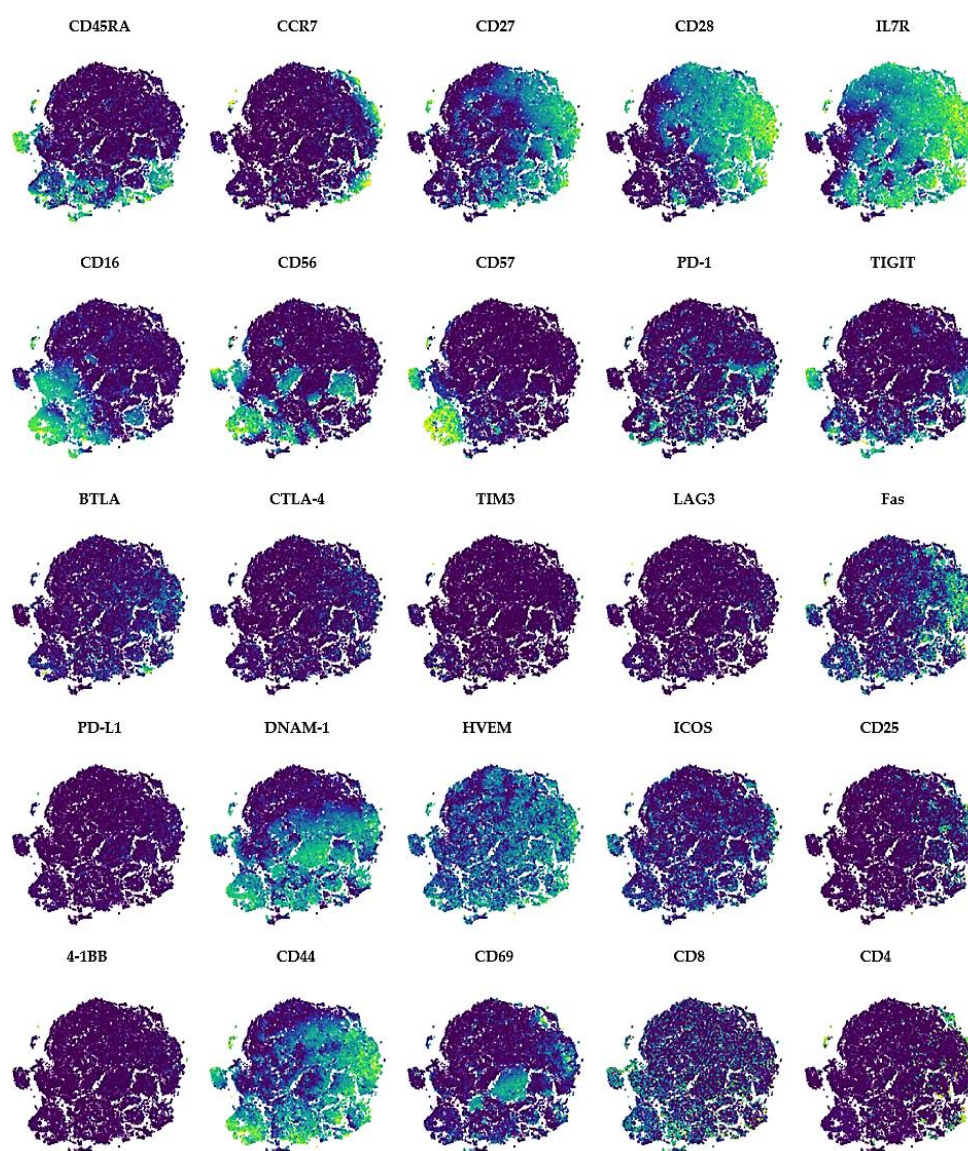 CD45RA CCR7 CD27 CD28 IL7R
CD16 CD56 CD57 PD-1 TIGIT
BTLA CTLA-4 TIM3 LAG3 Fas
PD-L1 DNAM-1 HVEM ICOS CD25
4-1BB CD44 CD69 CD8 CD4